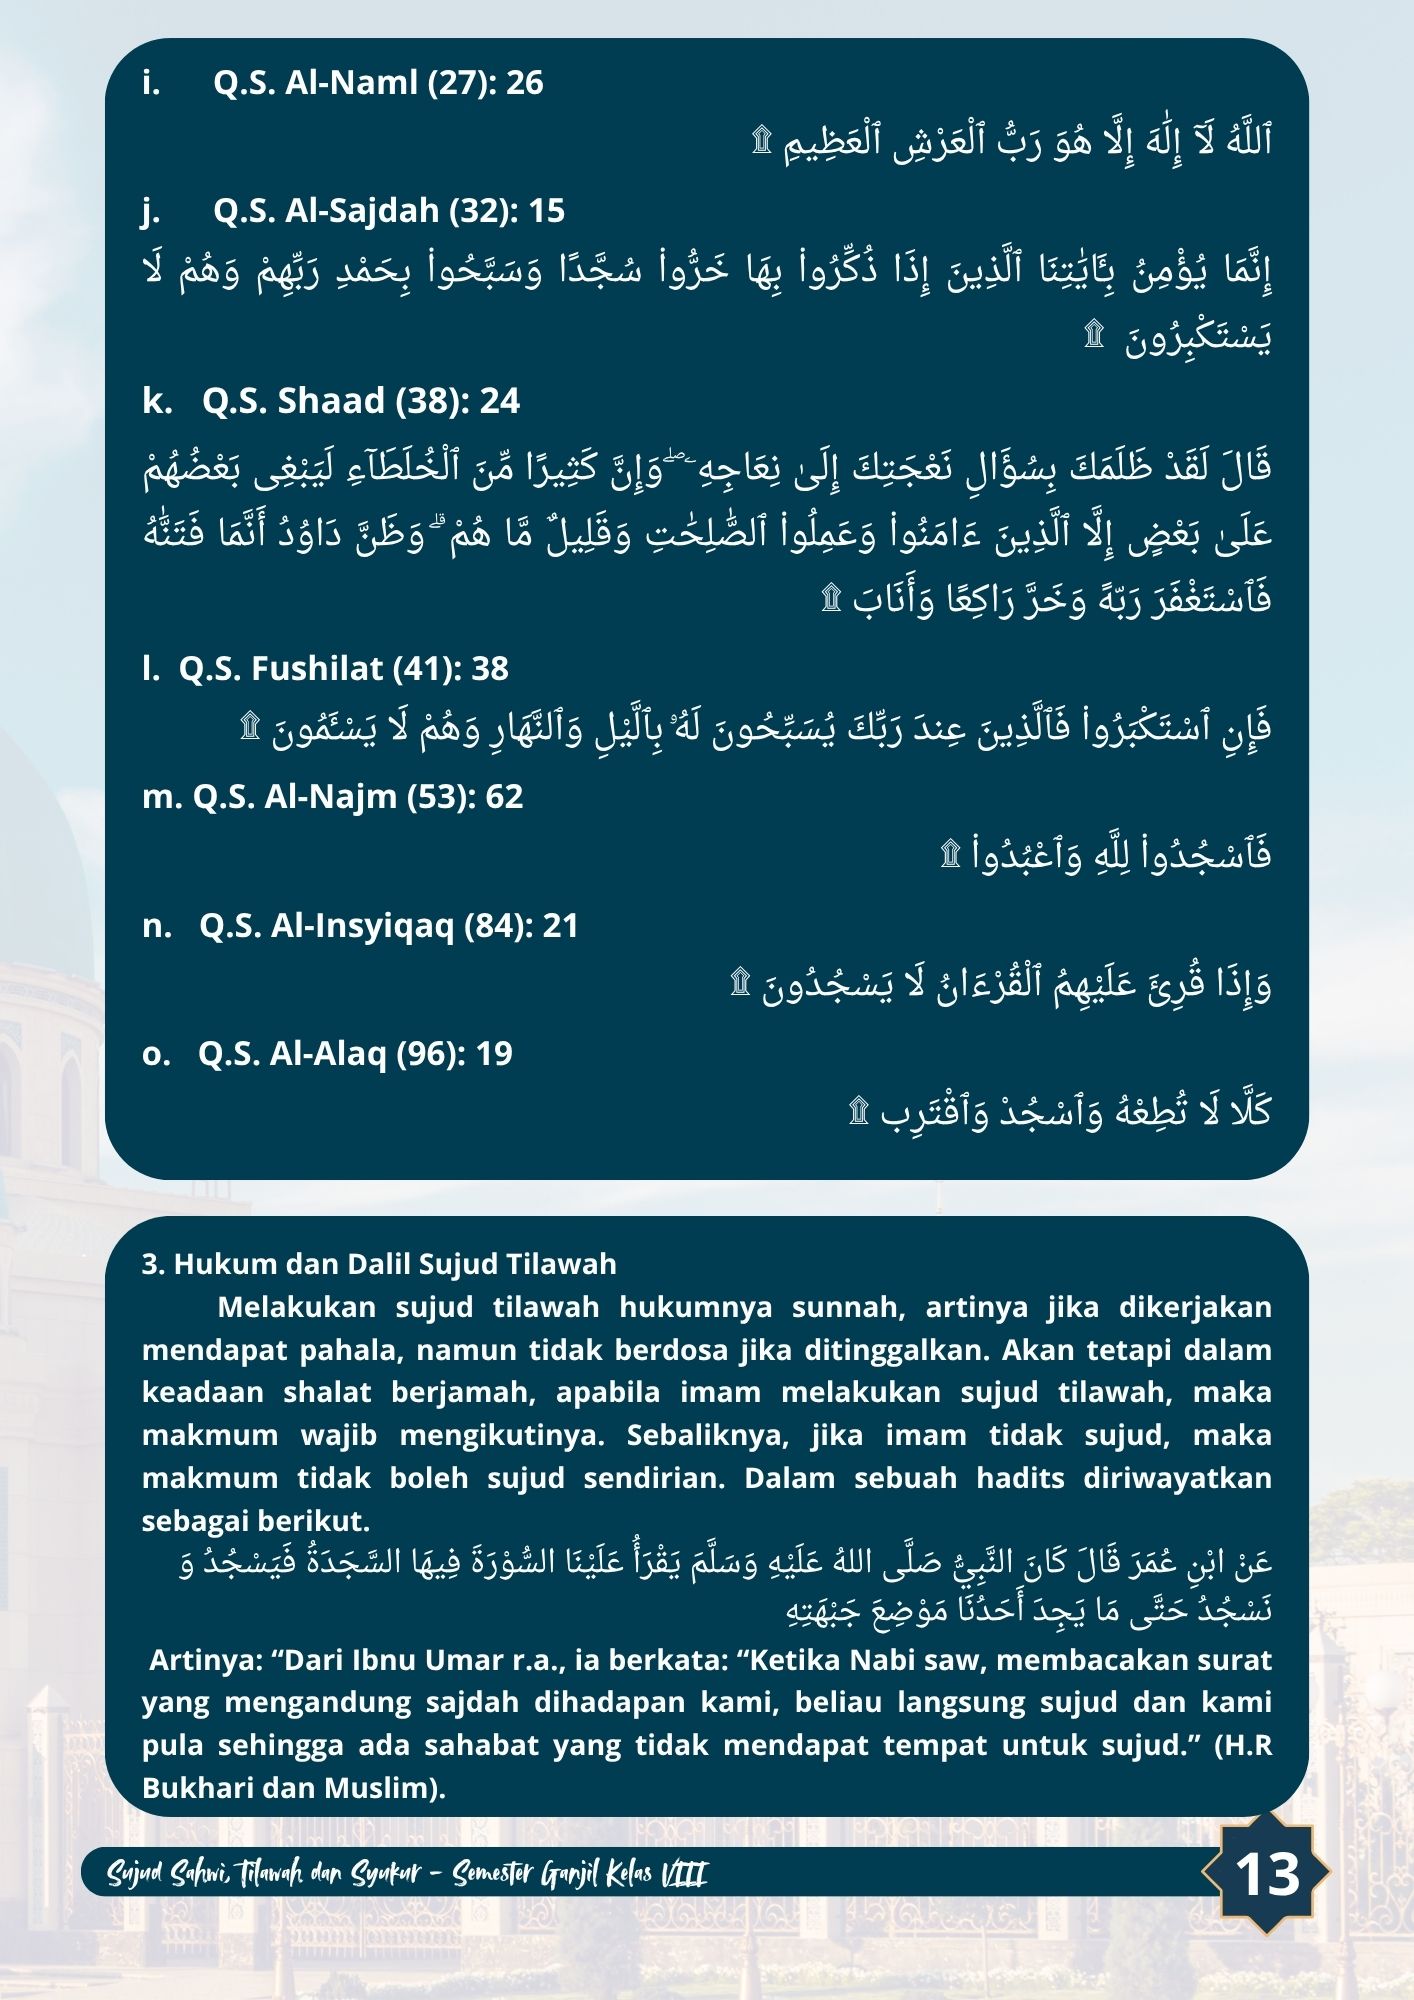 i. Q.S. Al-Naml (27): 26
ٱللَّهُ لَآ إِلَٰهَ إِلَّا هُوَ رَبُّ ٱلْعَرْشِ ٱلْعَظِيمِ ۩
j. Q.S. Al-Sajdah (32): 15
إِنَّمَا يُؤْمِنُ بِـَٔايَٰتِنَا ٱلَّذِينَ إِذَا ذُكِّرُوا۟ بِهَا خَرُّوا۟ سُجَّدًا وَسَبَّحُوا۟ بِحَمْدِ رَبِّهِمْ وَهُمْ لَا
يَسْتَكْبِرُونَ ۩
k. Q.S. Shaad (38): 24
قَالَ لَقَدْ ظَلَمَكَ بِسُؤَالِ نَعْجَتِكَ إِلَىٰ نِعَاجِهِۦ ۖ وَإِنَّ كَثِيرًا مِّنَ ٱلْخُلَطَآءِ لَيَبْغِى بَعْضُهُمْ
عَلَىٰ بَعْضٍ إِلَّا ٱلَّذِينَ ءَامَنُوا۟ وَعَمِلُوا۟ ٱلصَّٰلِحَٰتِ وَقَلِيلٌ مَّا هُمْ ۗ وَظَنَّ دَاوُدُ أَنَّمَا فَتَنَّٰهُ
فَٱسْتَغْفَرَ رَبّهً وَخَرَّ رَاكِعًا وَأَنَابَ ۩
l. Q.S. Fushilat (41): 38
فَإِنِ ٱسْتَكْبَرُوا۟ فَٱلَّذِينَ عِندَ رَبِّكَ يُسَبِّحُونَ لَهُۥ بِٱلَّيْلِ وَٱلنَّهَارِ وَهُمْ لَا يَسْـَٔمُونَ ۩
m. Q.S. Al-Najm (53): 62
فَٱسْجُدُوا۟ لِلَّهِ وَٱعْبُدُوا۟ ۩
n. Q.S. Al-Insyiqaq (84): 21
وَإِذَا قُرِئَ عَلَيْهِمُ ٱلْقُرْءَانُ لَا يَسْجُدُونَ ۩
o. Q.S. Al-Alaq (96): 19
كَلَّا لَا تُطِعْهُ وَٱسْجُدْ وَٱقْتَرِب ۩
3. Hukum dan Dalil Sujud Tilawah
Melakukan sujud tilawah hukumnya sunnah, artinya jika dikerjakan
mendapat pahala, namun tidak berdosa jika ditinggalkan. Akan tetapi dalam
keadaan shalat berjamah, apabila imam melakukan sujud tilawah, maka
makmum wajib mengikutinya. Sebaliknya, jika imam tidak sujud, maka
makmum tidak boleh sujud sendirian. Dalam sebuah hadits diriwayatkan
sebagai berikut.
عَنْ ابْنِ عُمَرَ قَالَ كَانَ النَّبِيُّ صَلَّى اللهُ عَلَيْهِ وَسَلَّمَ يَقْرَأُ عَلَيْنَا السُّوْرَةَ فِيهَا السَّجَدَةُ فَيَسْجُدُ وَ
نَسْجُدُ حَتَّى مَا يَجِدَ أَحَدُنَا مَوْضِعَ جَبْهَتِهِ
Artinya: “Dari Ibnu Umar r.a., ia berkata: “Ketika Nabi saw, membacakan surat
yang mengandung sajdah dihadapan kami, beliau langsung sujud dan kami
pula sehingga ada sahabat yang tidak mendapat tempat untuk sujud.” (H.R
Bukhari dan Muslim).
Sujud Sahwi, Tilawah dan Syukur - Semester Ganjil Kelas VIII
13